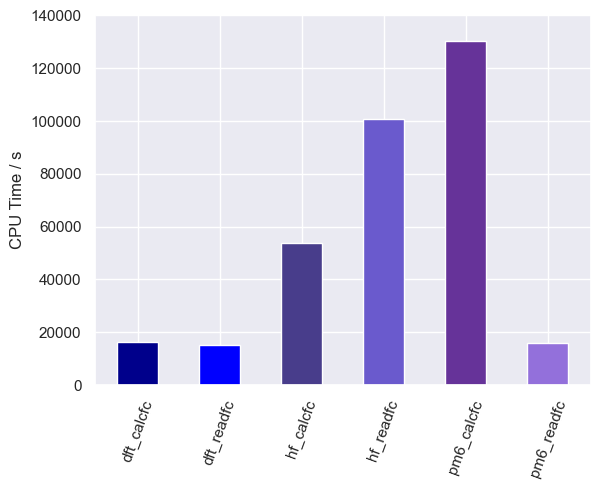 140000
120000
100000
80000
60000
40000
20000
0
CPU Time / s
dft_calcfc
dft_readfc
hf_calcfc
hf_readfc
pm6_calcfc
pm6_readfc